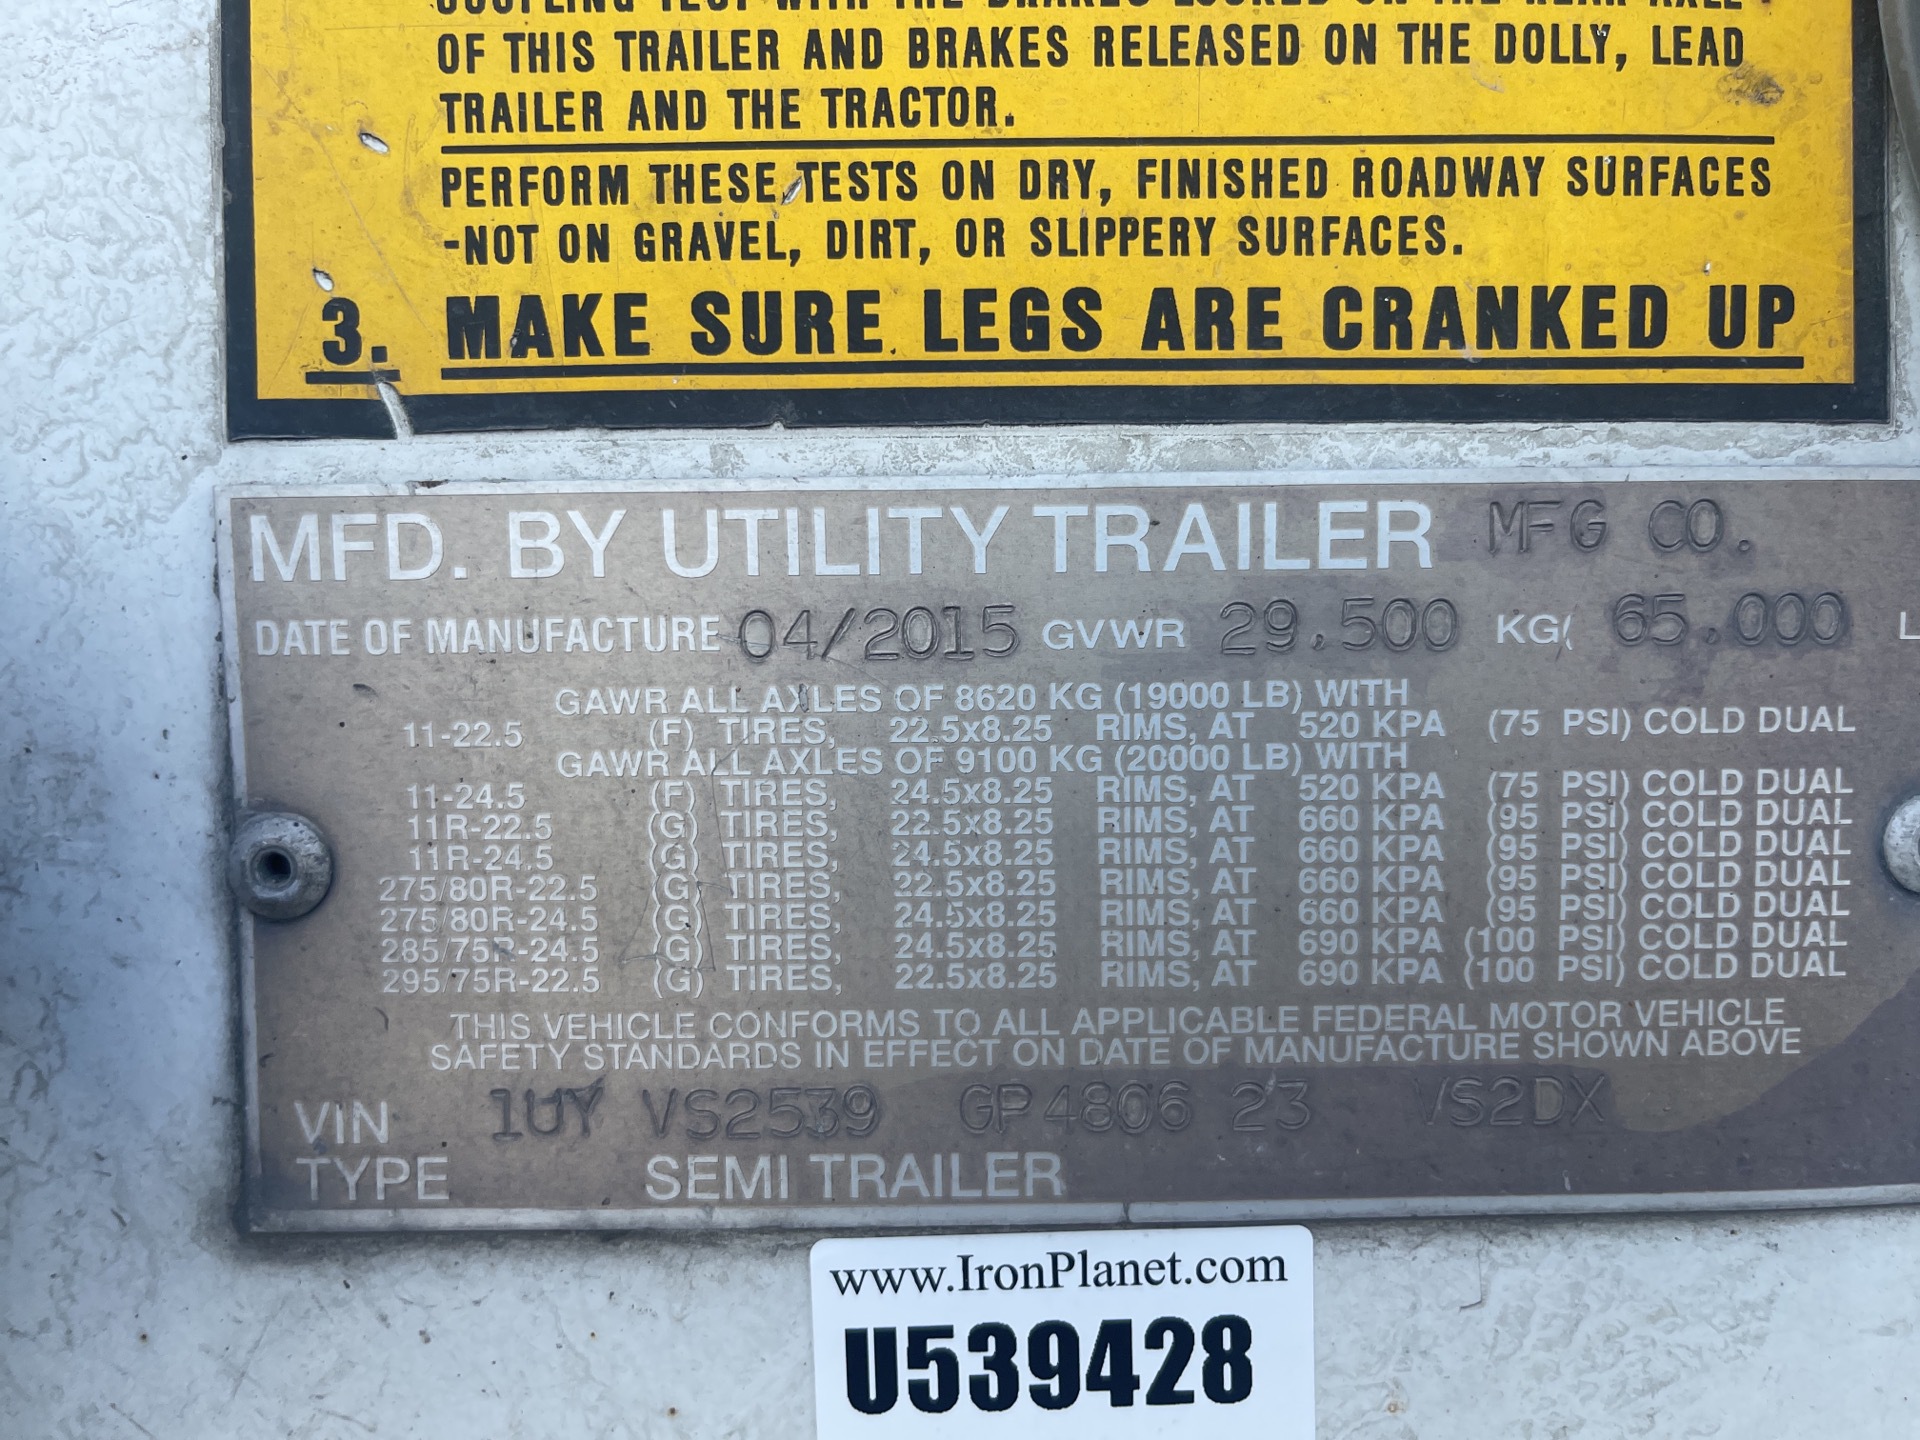 COUPLING TEST WITH THE BRAKES LOCKED ON THE REAR AXLE
OF THIS TRAILER AND BRAKES RELEASED ON THE DOLLY, LEAD
TRAILER AND THE TRACTOR.
PERFORM THESE TESTS ON DRY, FINISHED ROADWAY SURFACES
-NOT ON GRAVEL, DIRT, OR SLIPPERY SURFACES.
3. MAKE SURE LEGS ARE CRANKED UP
MFD. BY UTILITY TRAILER MFG CO.
DATE OF MANUFACTURE 04/2015 GVWR 29,500 KG( 65,000 L
GAWR ALL AXLES OF 8620 KG (19000 LB) WITH
11-22.5 (F) TIRES, 22.5x8.25 RIMS, AT 520 KPA (75 PSI) COLD DUAL
GAWR ALL AXLES OF 9100 KG (20000 LB) WITH
11-24.5 (F) TIRES, 24.5x8.25 RIMS, AT 520 KPA (75 PSI) COLD DUAL
11R-22.5 (G) TIRES, 22.5x8.25 RIMS, AT 660 KPA (95 PSI) COLD DUAL
11R-24.5 (G) TIRES, 24.5x8.25 RIMS, AT 660 KPA (95 PSI) COLD DUAL
275/80R-22.5 (G) TIRES, 22.5x8.25 RIMS, AT 660 KPA (95 PSI) COLD DUAL
275/80R-24.5 (G) TIRES, 24.5x8.25 RIMS, AT 660 KPA (95 PSI) COLD DUAL
285/75R-24.5 (G) TIRES, 24.5x8.25 RIMS, AT 690 KPA (100 PSI) COLD DUAL
295/75R-22.5 (G) TIRES, 22.5x8.25 RIMS, AT 690 KPA (100 PSI) COLD DUAL
THIS VEHICLE CONFORMS TO ALL APPLICABLE FEDERAL MOTOR VEHICLE
SAFETY STANDARDS IN EFFECT ON DATE OF MANUFACTURE SHOWN ABOVE
VIN 1UY VS2539 GP4806 23 VS2DX
TYPE SEMI TRAILER
www.IronPlanet.com
U539428